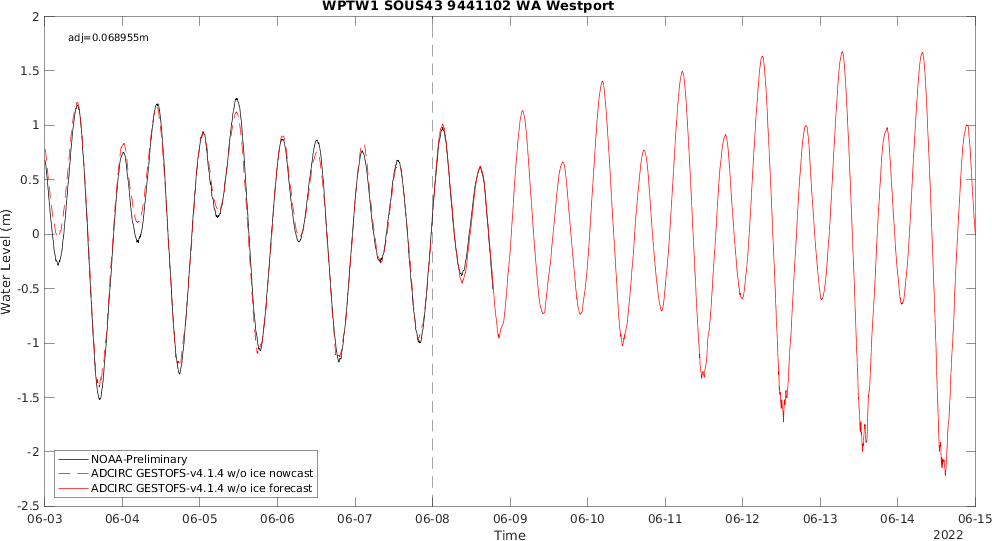 WPTW1 SOUS43 9441102 WA Westport
adj=0.068955m
2
1.5
1
0.5
0
-0.5
-1
-1.5
-2
-2.5
Water Level (m)
NOAA-Preliminary
ADCIRC GESTOFS-v4.1.4 w/o ice nowcast
ADCIRC GESTOFS-v4.1.4 w/o ice forecast
06-03 06-04 06-05 06-06 06-07 06-08 06-09 06-10 06-11 06-12 06-13 06-14 06-15
Time
2022